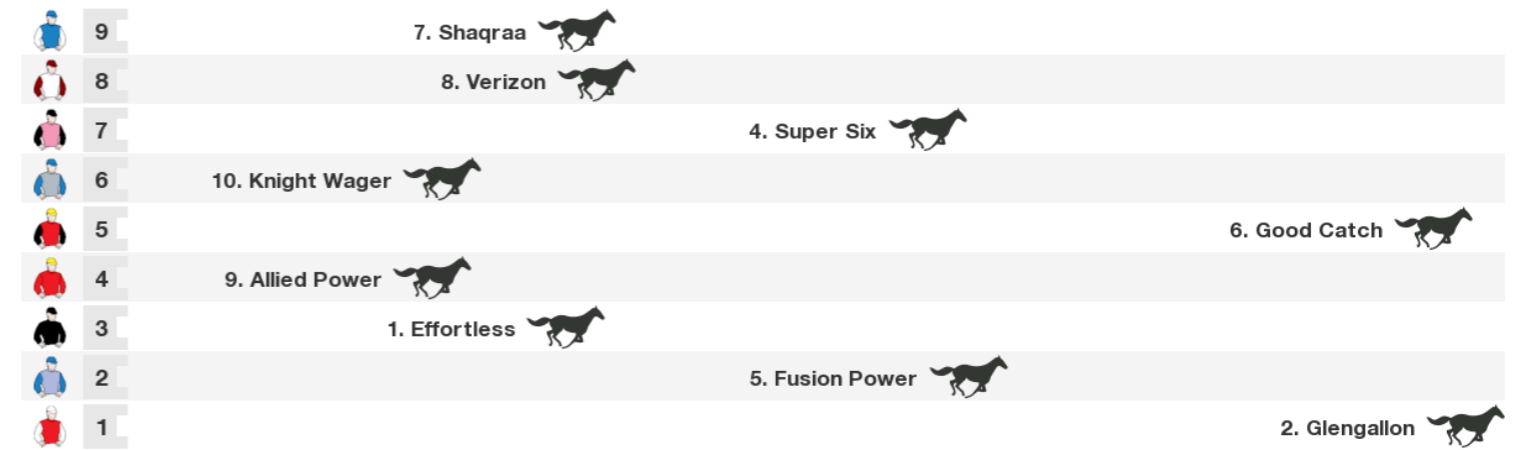 9 7. Shaqraa
8 8. Verizon
7 4. Super Six
6 10. Knight Wager
5 6. Good Catch
4 9. Allied Power
3 1. Effortless
2 5. Fusion Power
1 2. Glengallon